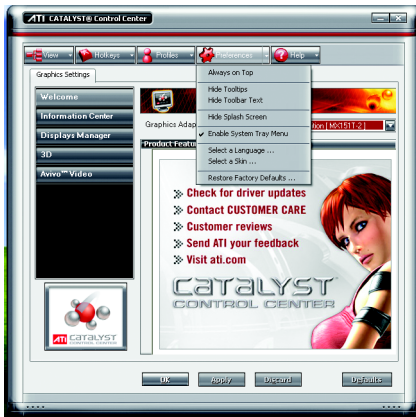 ATI CATALYST® Control Center
View Hotkeys Profiles Preferences Help
Graphics Settings
Always on Top
Hide Tooltips
Hide Toolbar Text
Hide Splash Screen
Enable System Tray Menu
Select a Language ...
Select a Skin ...
Restore Factory Defaults ...
Welcome
Information Center
Displays Manager
3D
Avivo™ Video
Graphics Adap
tion [ MX151T-2 ]
Product Featu
Check for driver updates
Contact CUSTOMER CARE
Customer reviews
Send ATI your feedback
Visit ati.com
CATALYST
CONTROL CENTER
ATI CATALYST
CONTROL CENTER
OK Apply Discard Defaults